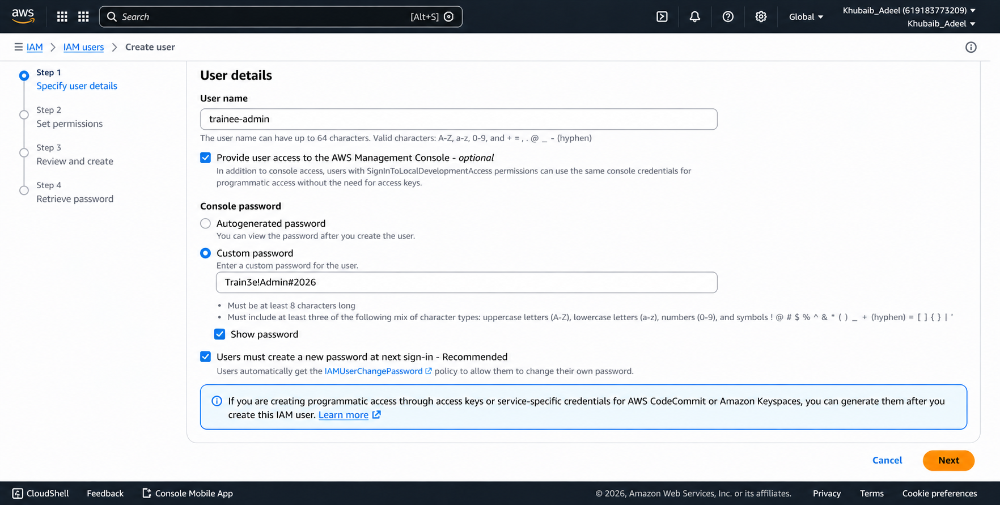 aws
Search [Alt+S]
Global
Khubaib_Adeel (619183773209)
Khubaib_Adeel
IAM
IAM users
Create user
Step 1
Specify user details
Step 2
Set permissions
Step 3
Review and create
Step 4
Retrieve password
User details
User name
trainee-admin
The user name can have up to 64 characters. Valid characters: A-Z, a-z, 0-9, and + = , . @ _ - (hyphen)
Provide user access to the AWS Management Console - optional
In addition to console access, users with SignInToLocalDevelopmentAccess permissions can use the same console credentials for
programmatic access without the need for access keys.
Console password
Autogenerated password
You can view the password after you create the user.
Custom password
Enter a custom password for the user.
Train3e!Admin#2026
• Must be at least 8 characters long
• Must include at least three of the following mix of character types: uppercase letters (A-Z), lowercase letters (a-z), numbers (0-9), and symbols ! @ # $ % ^ & * ( ) _ + (hyphen) = [ ] { } | '
Show password
Users must create a new password at next sign-in - Recommended
Users automatically get the IAMUserChangePassword policy to allow them to change their own password.
If you are creating programmatic access through access keys or service-specific credentials for AWS CodeCommit or Amazon Keyspaces, you can generate them after you
create this IAM user. Learn more
Cancel
Next
CloudShell
Feedback
Console Mobile App
© 2026, Amazon Web Services, Inc. or its affiliates.
Privacy
Terms
Cookie preferences